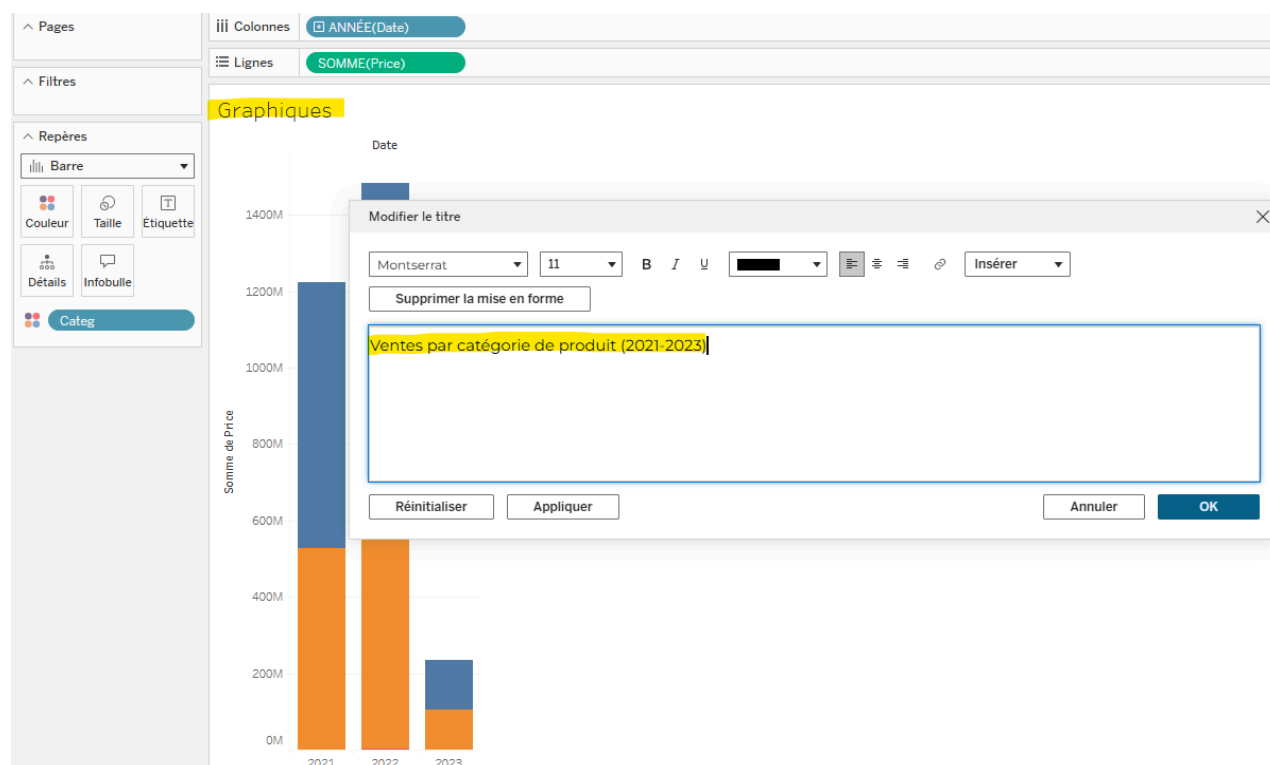 Pages
Colonnes
ANNÉE(Date)
Lignes
SOMME(Price)
Filtres
Graphiques
Repères
Date
Barre
Couleur
Taille
Étiquette
Détails
Infobulle
Categ
Modifier le titre
Montserrat
11
B
I
U
Insérer
Supprimer la mise en forme
Ventes par catégorie de produit (2021-2023)
Réinitialiser
Appliquer
Annuler
OK
Somme de Price
1400M
1200M
1000M
800M
600M
400M
200M
0M
2021
2022
2023